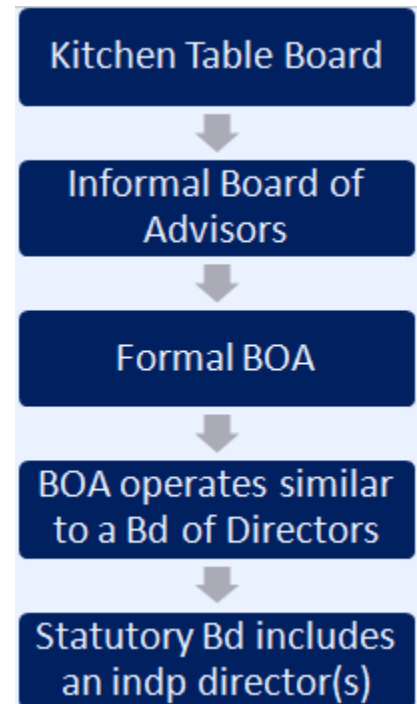 Kitchen Table Board
Informal Board of
Advisors
Formal BOA
BOA operates similar
to a Bd of Directors
Statutory Bd includes
an indp director(s)